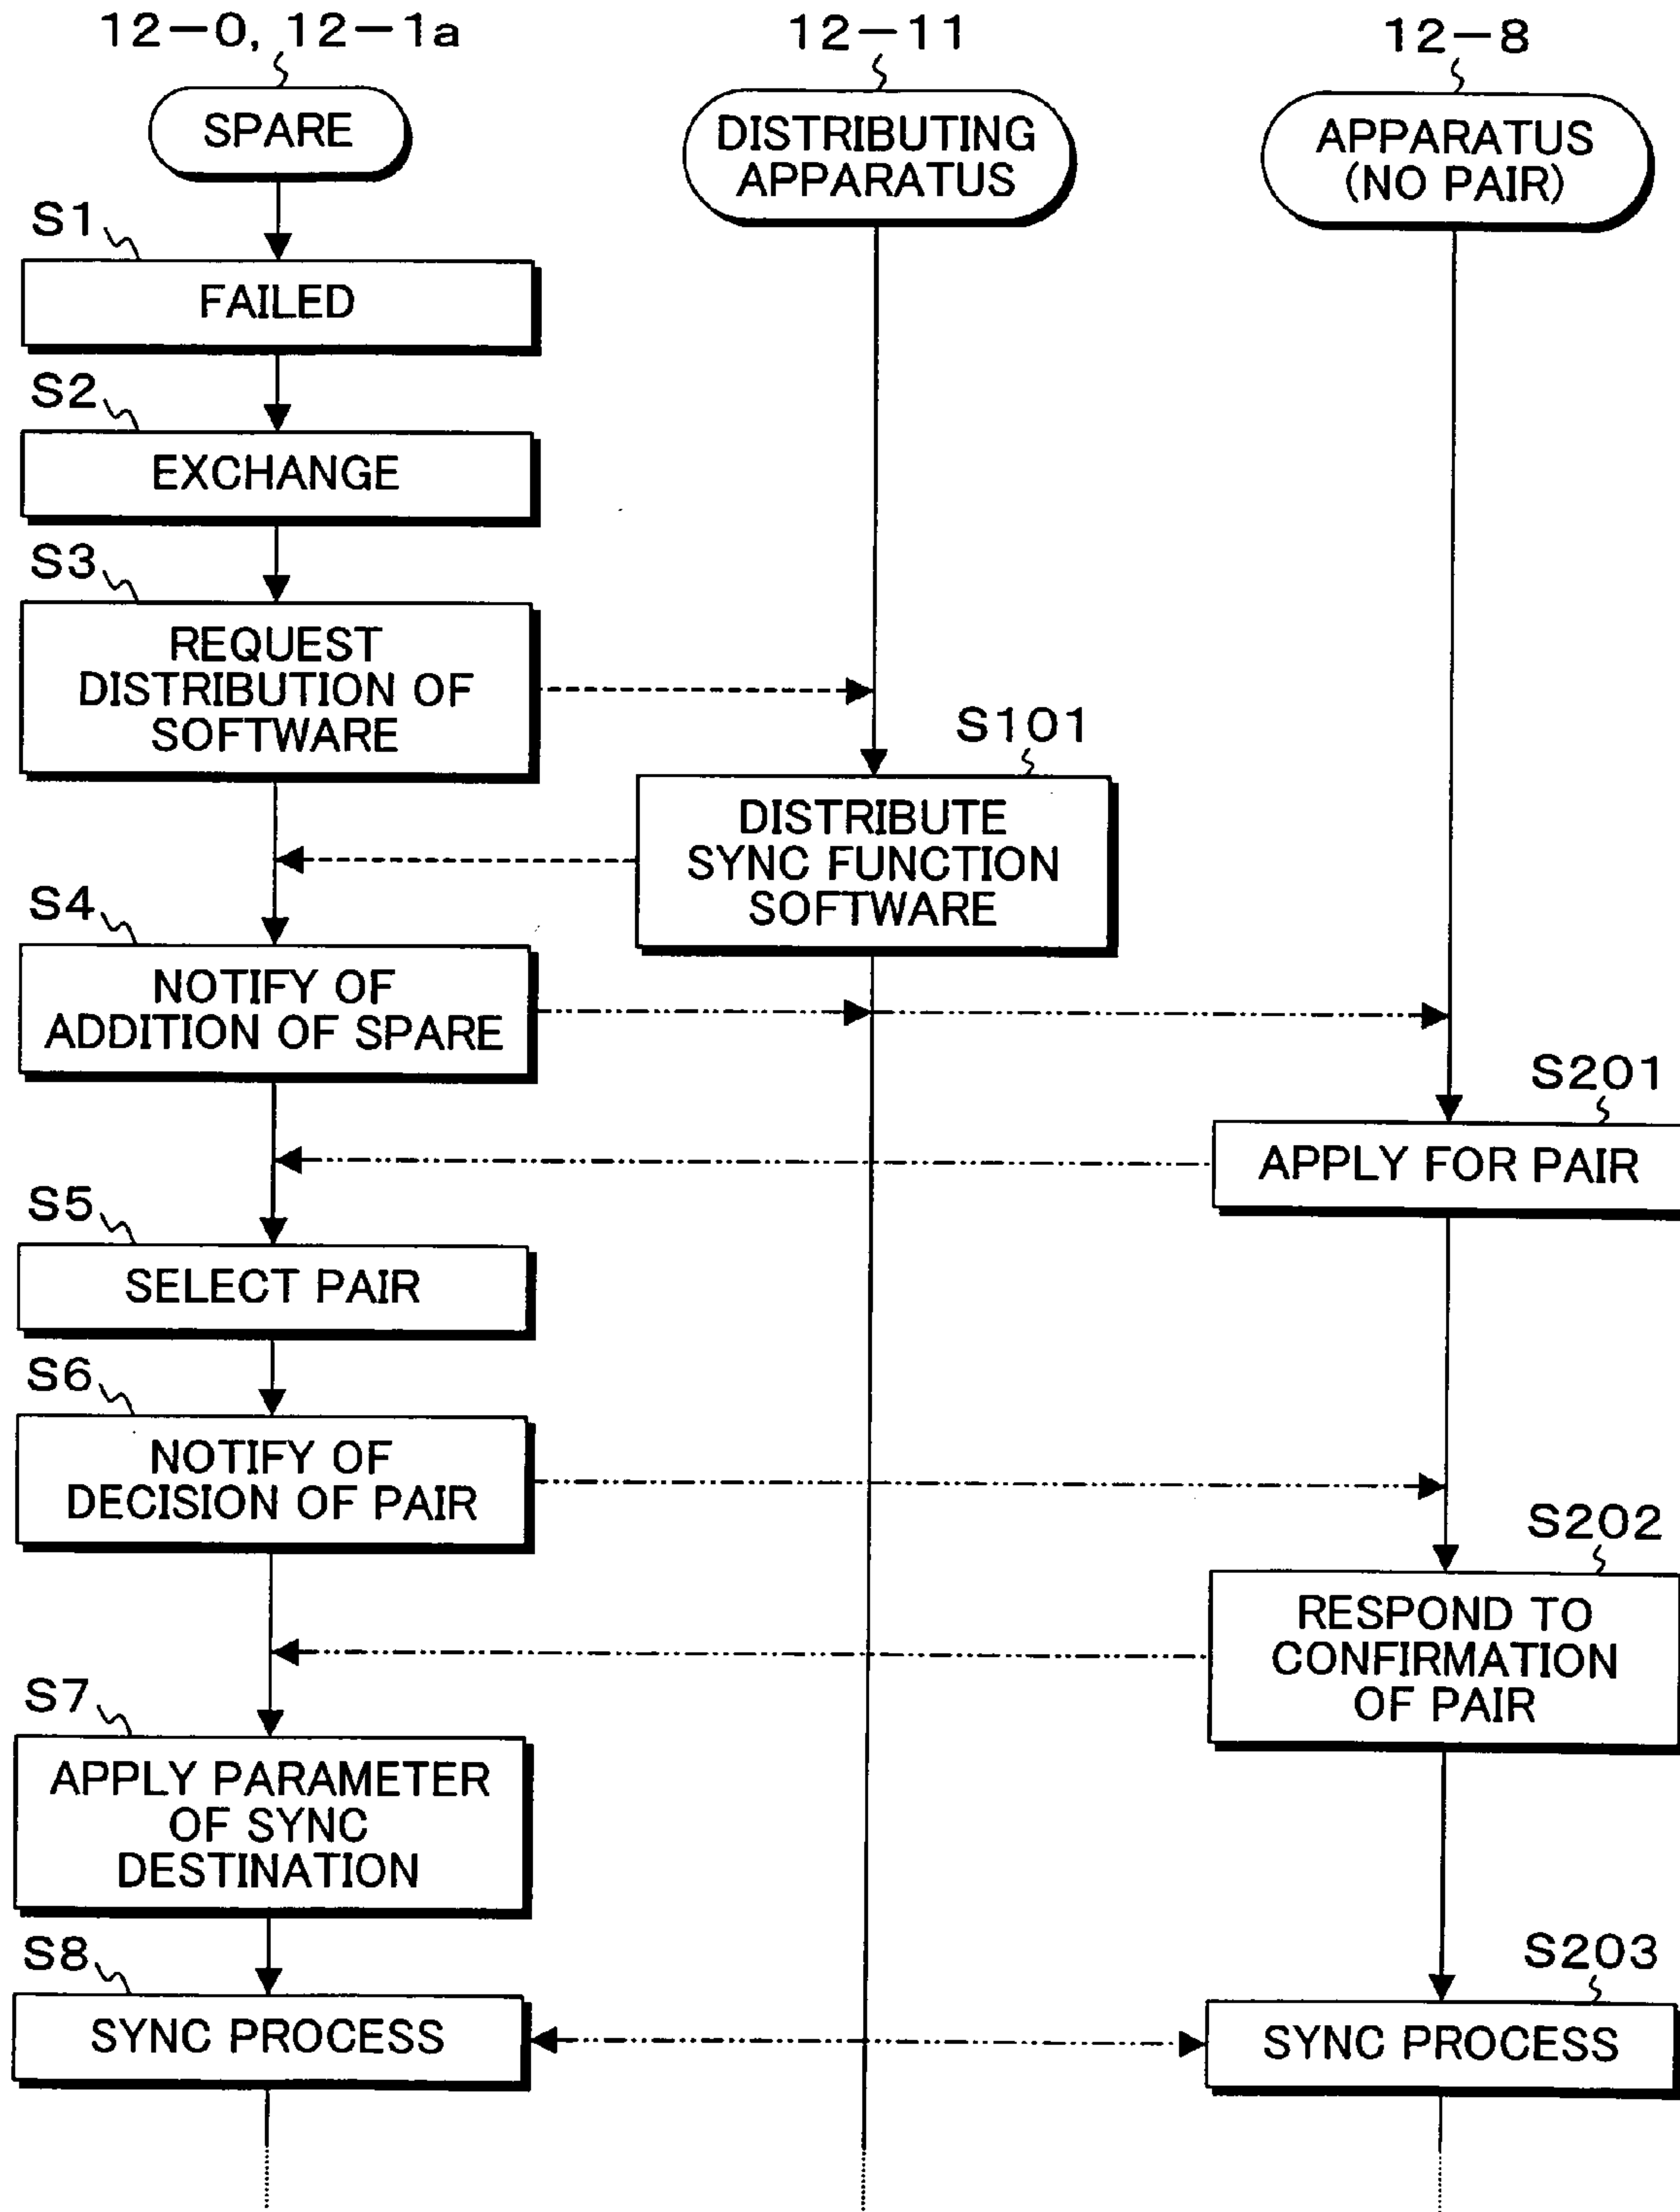 12-0, 12-1a
12-11
12-8
SPARE
DISTRIBUTING
APPARATUS
APPARATUS
(NO PAIR)
S1
FAILED
S2
EXCHANGE
S3
REQUEST
DISTRIBUTION OF
SOFTWARE
S101
DISTRIBUTE
SYNC FUNCTION
SOFTWARE
S4
NOTIFY OF
ADDITION OF SPARE
S201
APPLY FOR PAIR
S5
SELECT PAIR
S6
NOTIFY OF
DECISION OF PAIR
S202
RESPOND TO
CONFIRMATION
OF PAIR
S7
APPLY PARAMETER
OF SYNC
DESTINATION
S8
SYNC PROCESS
S203
SYNC PROCESS